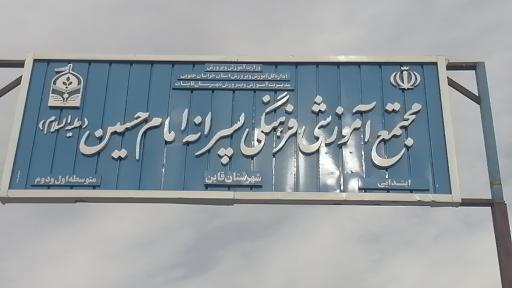 وزارت آموزش و پرورش
اداره کل آموزش و پرورش استان خراسان جنوبی
مدیریت آموزش و پرورش شهرستان قاینات
مجتمع آموزشی فرهنگی پسرانه امام حسین (علیه السلام)
ابتدایی
شهرستان قاین
متوسطه اول و دوم